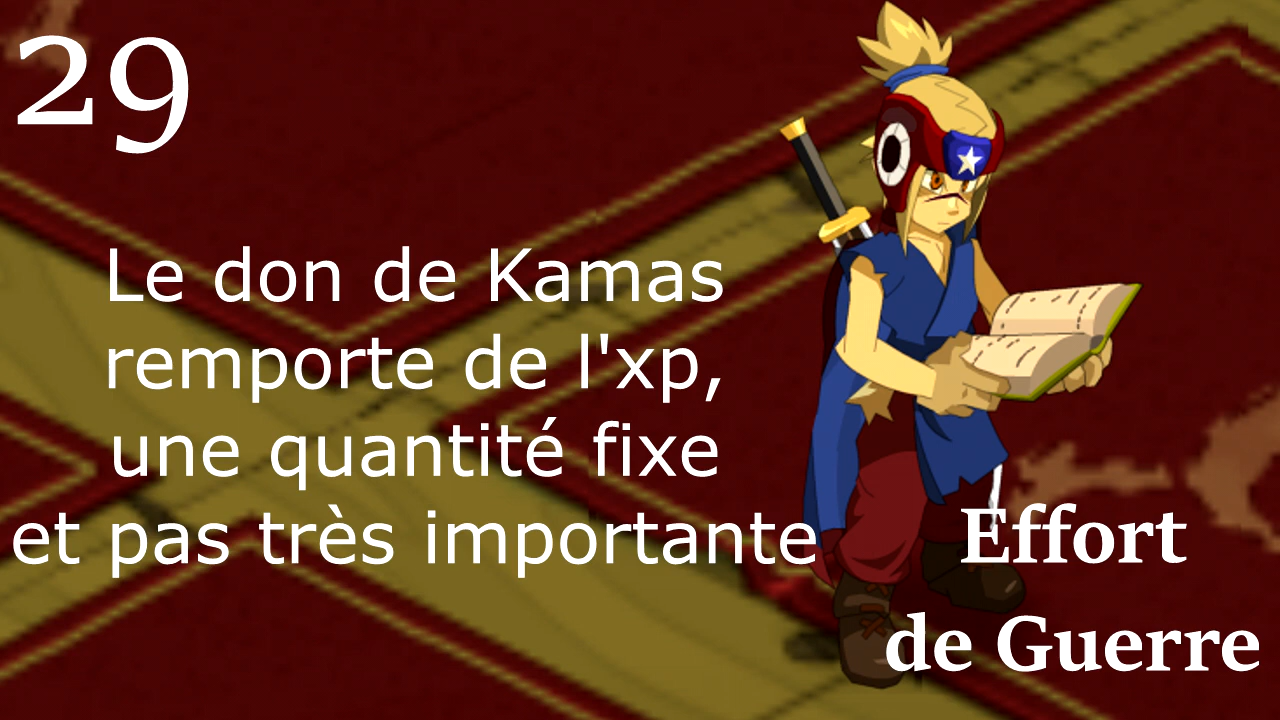 29
Le don de Kamas
remporte de l'xp,
une quantité fixe
et pas très importante
Effort
de Guerre